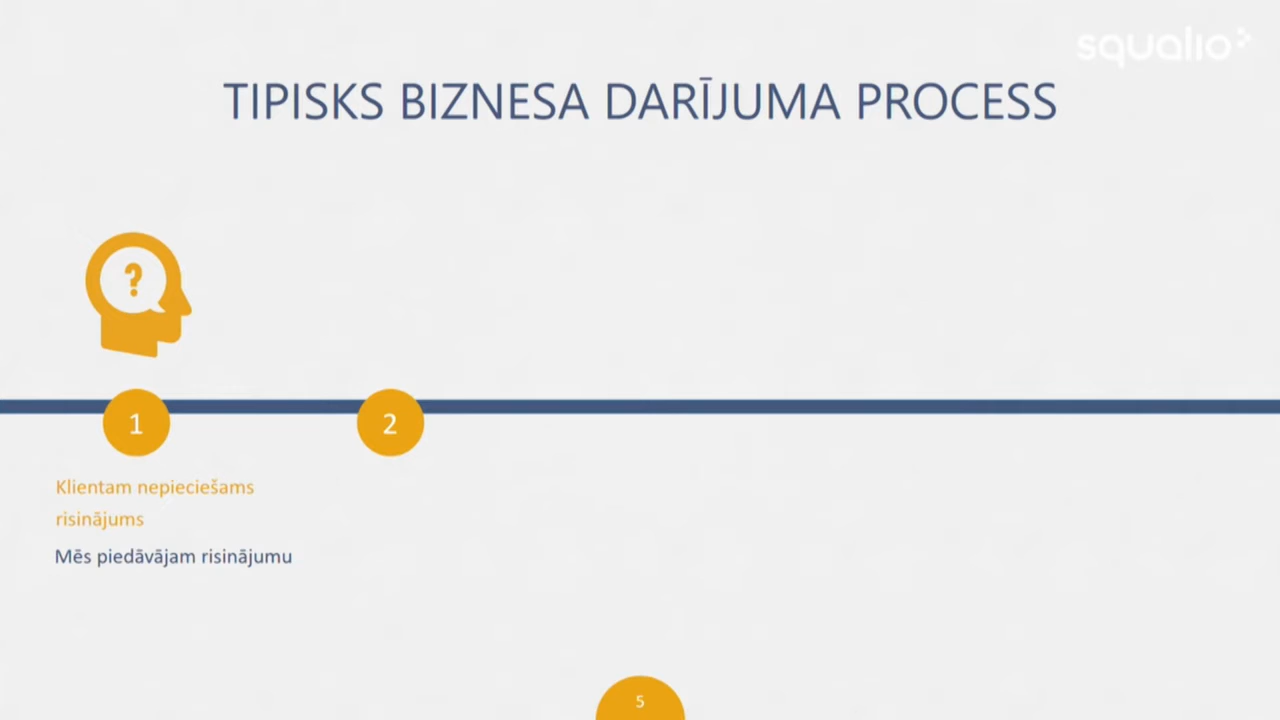 squalio
TIPISKS BIZNESA DARĪJUMA PROCESS
?
1
2
Klientam nepieciešams
risinājums
Mēs piedāvājam risinājumu
5